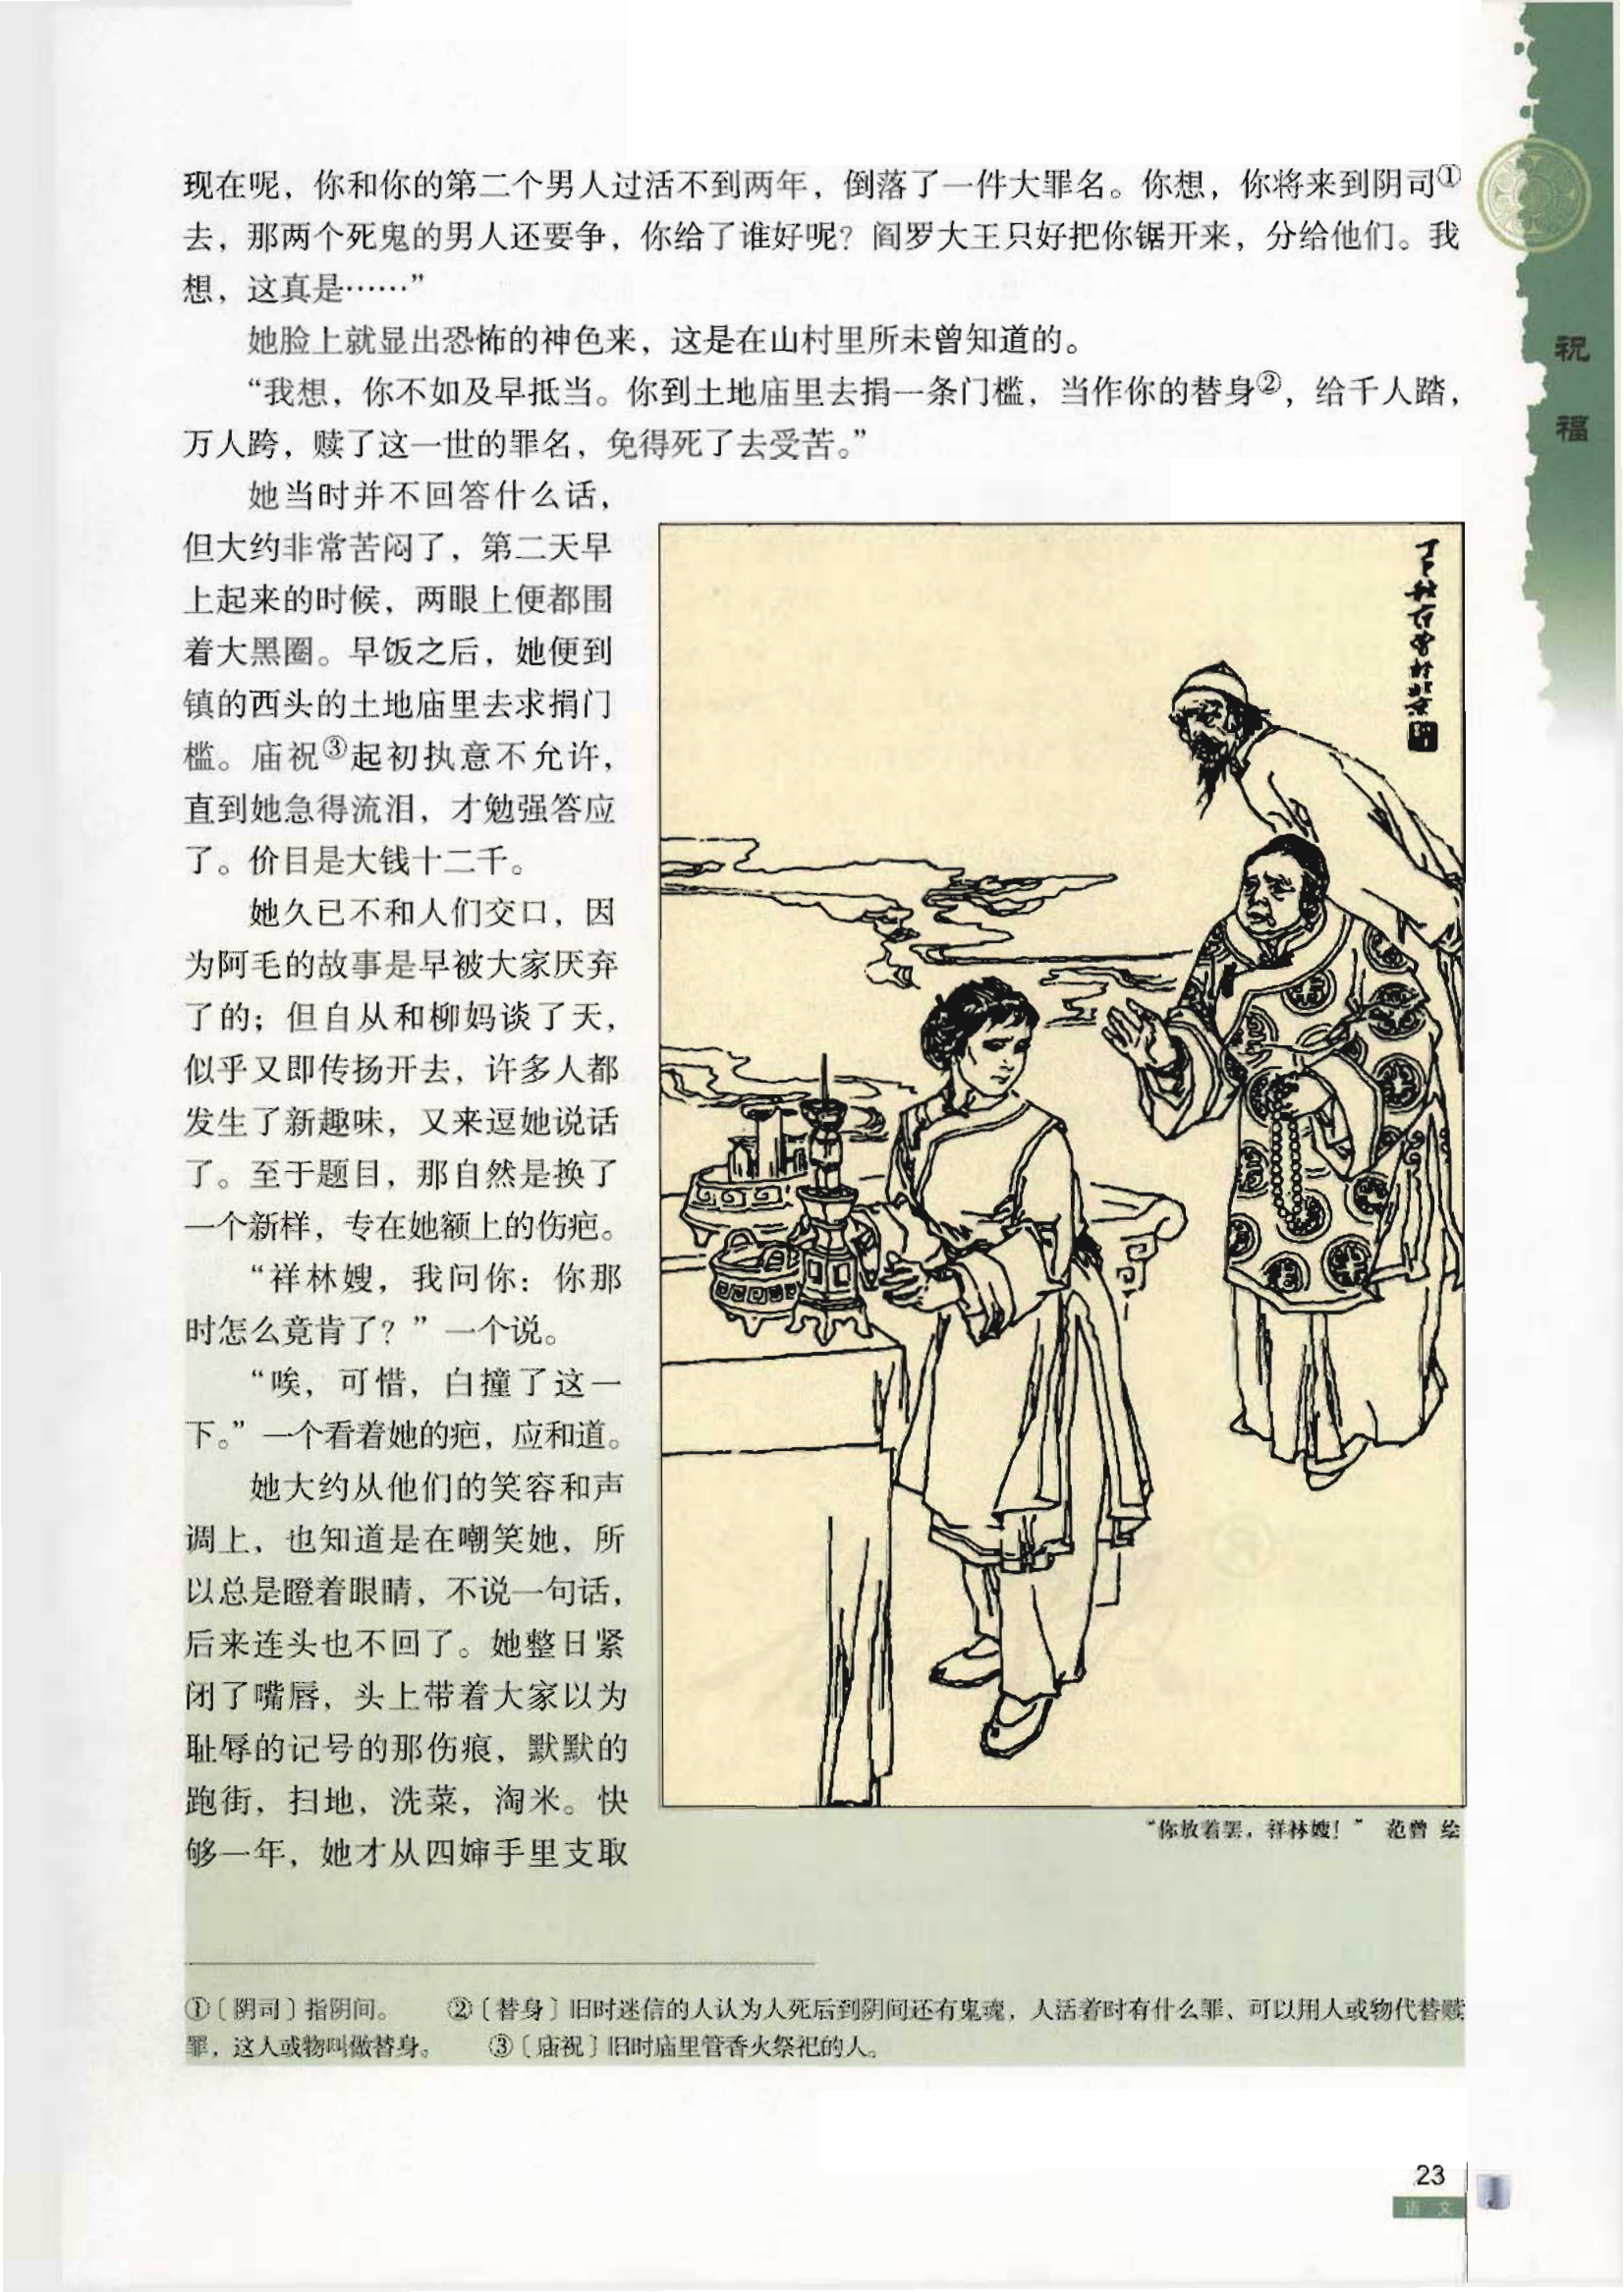 现在呢，你和你的第二个男人过活不到两年，倒落了一件大罪名。你想，你将来到阴司①
去，那两个死鬼的男人还要争，你给了谁好呢？阎罗大王只好把你锯开来，分给他们。我
想，这真是……”
她脸上就显出恐怖的神色来，这是在山村里所未曾知道的。
“我想，你不如及早抵当。你到土地庙里去捐一条门槛，当作你的替身②，给千人踏，
万人跨，赎了这一世的罪名，免得死了去受苦。”
她当时并不回答什么话，
但大约非常苦闷了，第二天早
上起来的时候，两眼上便都围
着大黑圈。早饭之后，她便到
镇的西头的土地庙里去求捐门
槛。庙祝③起初执意不允许，
直到她急得流泪，才勉强答应
了。价目是大钱十二千。
她久已不和人们交口，因
为阿毛的故事是早被大家厌弃
了的；但自从和柳妈谈了天，
似乎又即传扬开去，许多人都
发生了新趣味，又来逗她说话
了。至于题目，那自然是换了
一个新样，专在她额上的伤疤。
“祥林嫂，我问你：你那
时怎么竟肯了？”一个说。
“唉，可惜，白撞了这一
下。”一个看着她的疤，应和道。
她大约从他们的笑容和声
调上，也知道是在嘲笑她，所
以总是瞪着眼睛，不说一句话，
后来连头也不回了。她整日紧
闭了嘴唇，头上带着大家以为
耻辱的记号的那伤痕，默默的
跑街，扫地，洗菜，淘米。快
够一年，她才从四婶手里支取
丁巳秋范曾於北京
“你放着罢，祥林嫂！” 范曾 绘
①〔阴司〕指阴间。 ②〔替身〕旧时迷信的人认为人死后到阴间还有鬼魂，人活着时有什么罪、可以用人或物代替赎
罪，这人或物叫做替身。 ③〔庙祝〕旧时庙里管香火祭祀的人。
祝
福
23
语 文